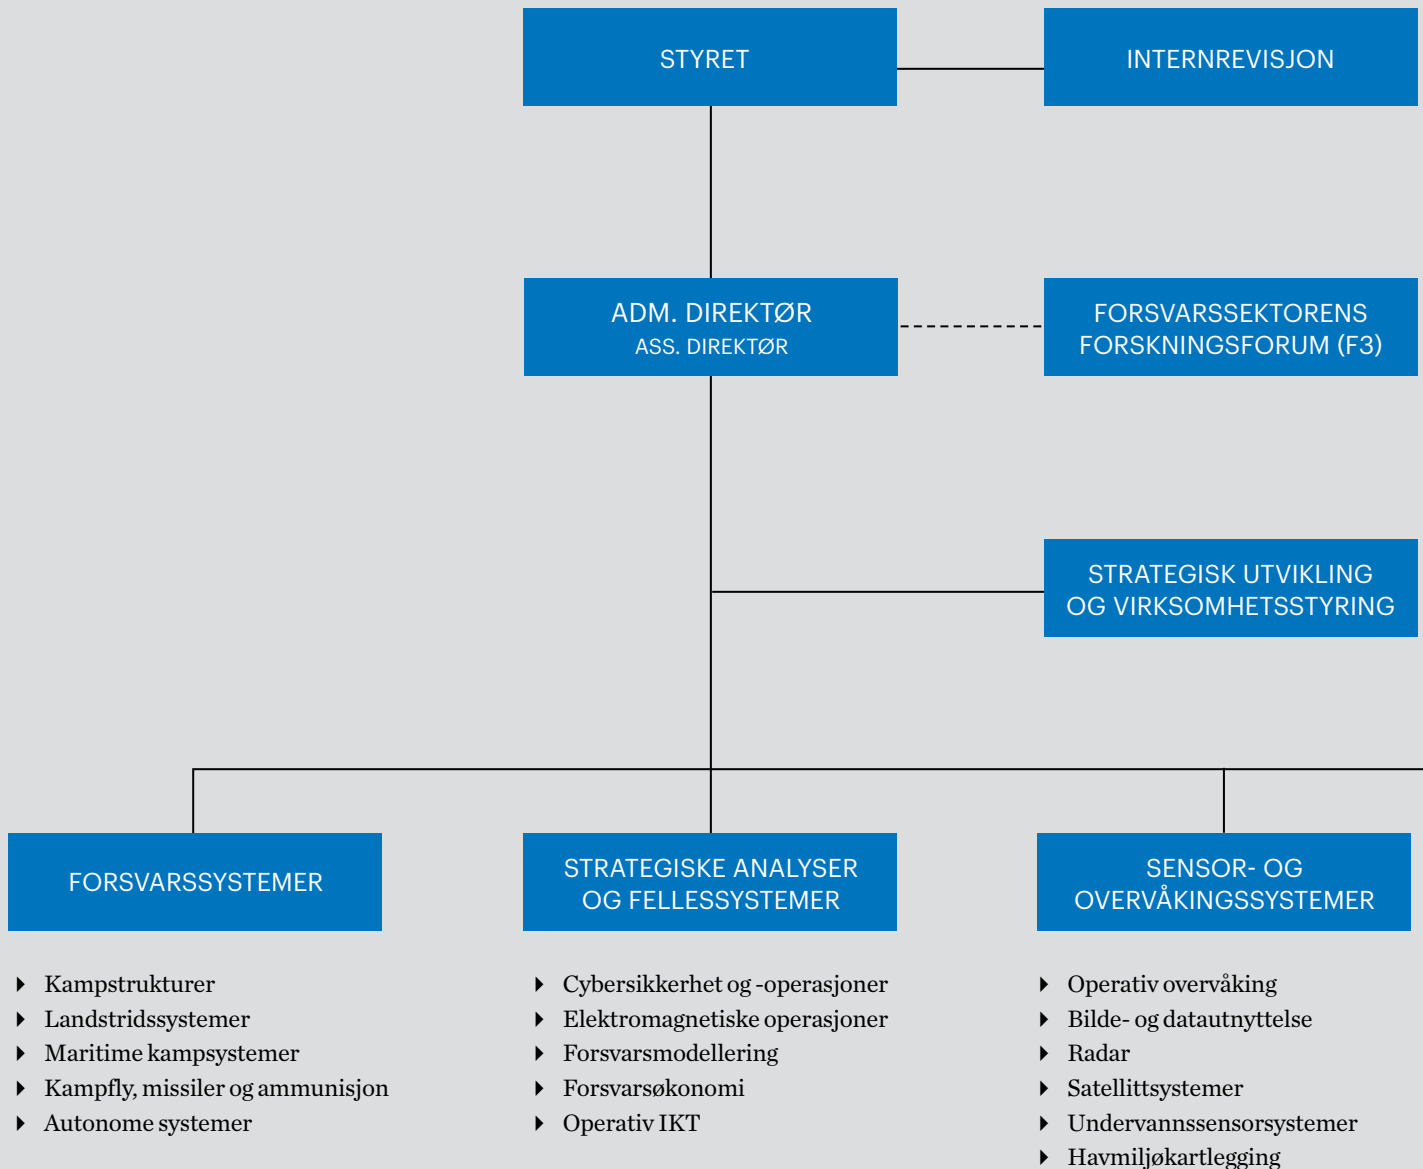 STYRET
INTERNREVISJON
ADM. DIREKTØR
ASS. DIREKTØR
FORSVARSSEKTORENS
FORSKNINGSFORUM (F3)
STRATEGISK UTVIKLING
OG VIRKSOMHETSSTYRING
FORSVARSSYSTEMER
‣ Kampstrukturer
‣ Landstridssystemer
‣ Maritime kampsystemer
‣ Kampfly, missiler og ammunisjon
‣ Autonome systemer
STRATEGISKE ANALYSER
OG FELLESSYSTEMER
‣ Cybersikkerhet og -operasjoner
‣ Elektromagnetiske operasjoner
‣ Forsvarsmodellering
‣ Forsvarsøkonomi
‣ Operativ IKT
SENSOR- OG
OVERVÅKINGSSYSTEMER
‣ Operativ overvåking
‣ Bilde- og datautnyttelse
‣ Radar
‣ Satellittsystemer
‣ Undervannssensorsystemer
‣ Havmiljøkartlegging